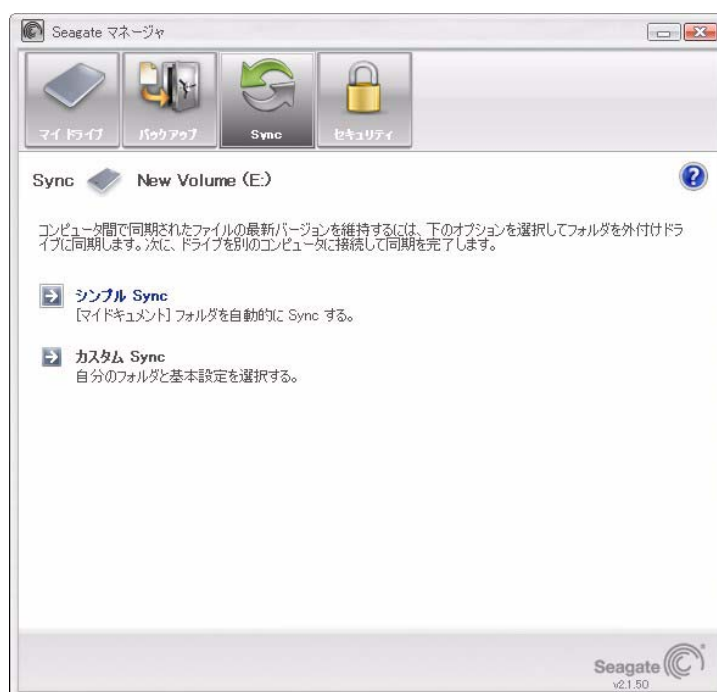 Seagate マネージャ
マイ ドライブ
バックアップ
Sync
セキュリティ
Sync New Volume (E:)
コンピュータ間で同期されたファイルの最新バージョンを維持するには、下のオプションを選択してフォルダを外付けドラ
イブに同期します。次に、ドライブを別のコンピュータに接続して同期を完了します。
シンプル Sync
[マイドキュメント] フォルダを自動的に Sync する。
カスタム Sync
自分のフォルダと基本設定を選択する。
Seagate
v2.1.50